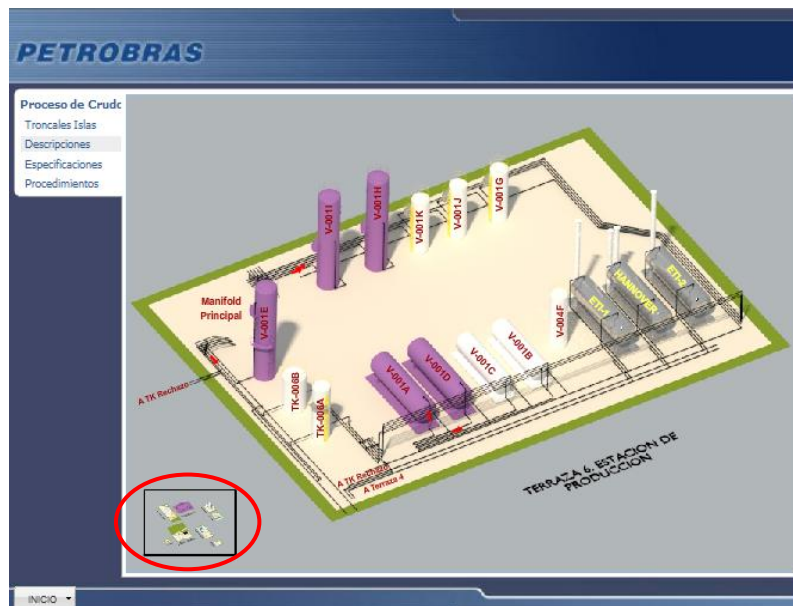 PETROBRAS
Proceso de Crudo
Troncales Islas
Descripciones
Especificaciones
Procedimientos
V-001I
V-001H
V-001K
V-001J
V-001G
Manifold
Principal
V-001E
ETI-1
HANNOVER
ETI-2
V-004F
V-001A
V-001D
V-001C
V-001B
TK-006B
TK-006A
A TK Rechazo
A TK Rechazo
A Terraza 4
TERRAZA 6. ESTACION DE
PRODUCCION
INICIO